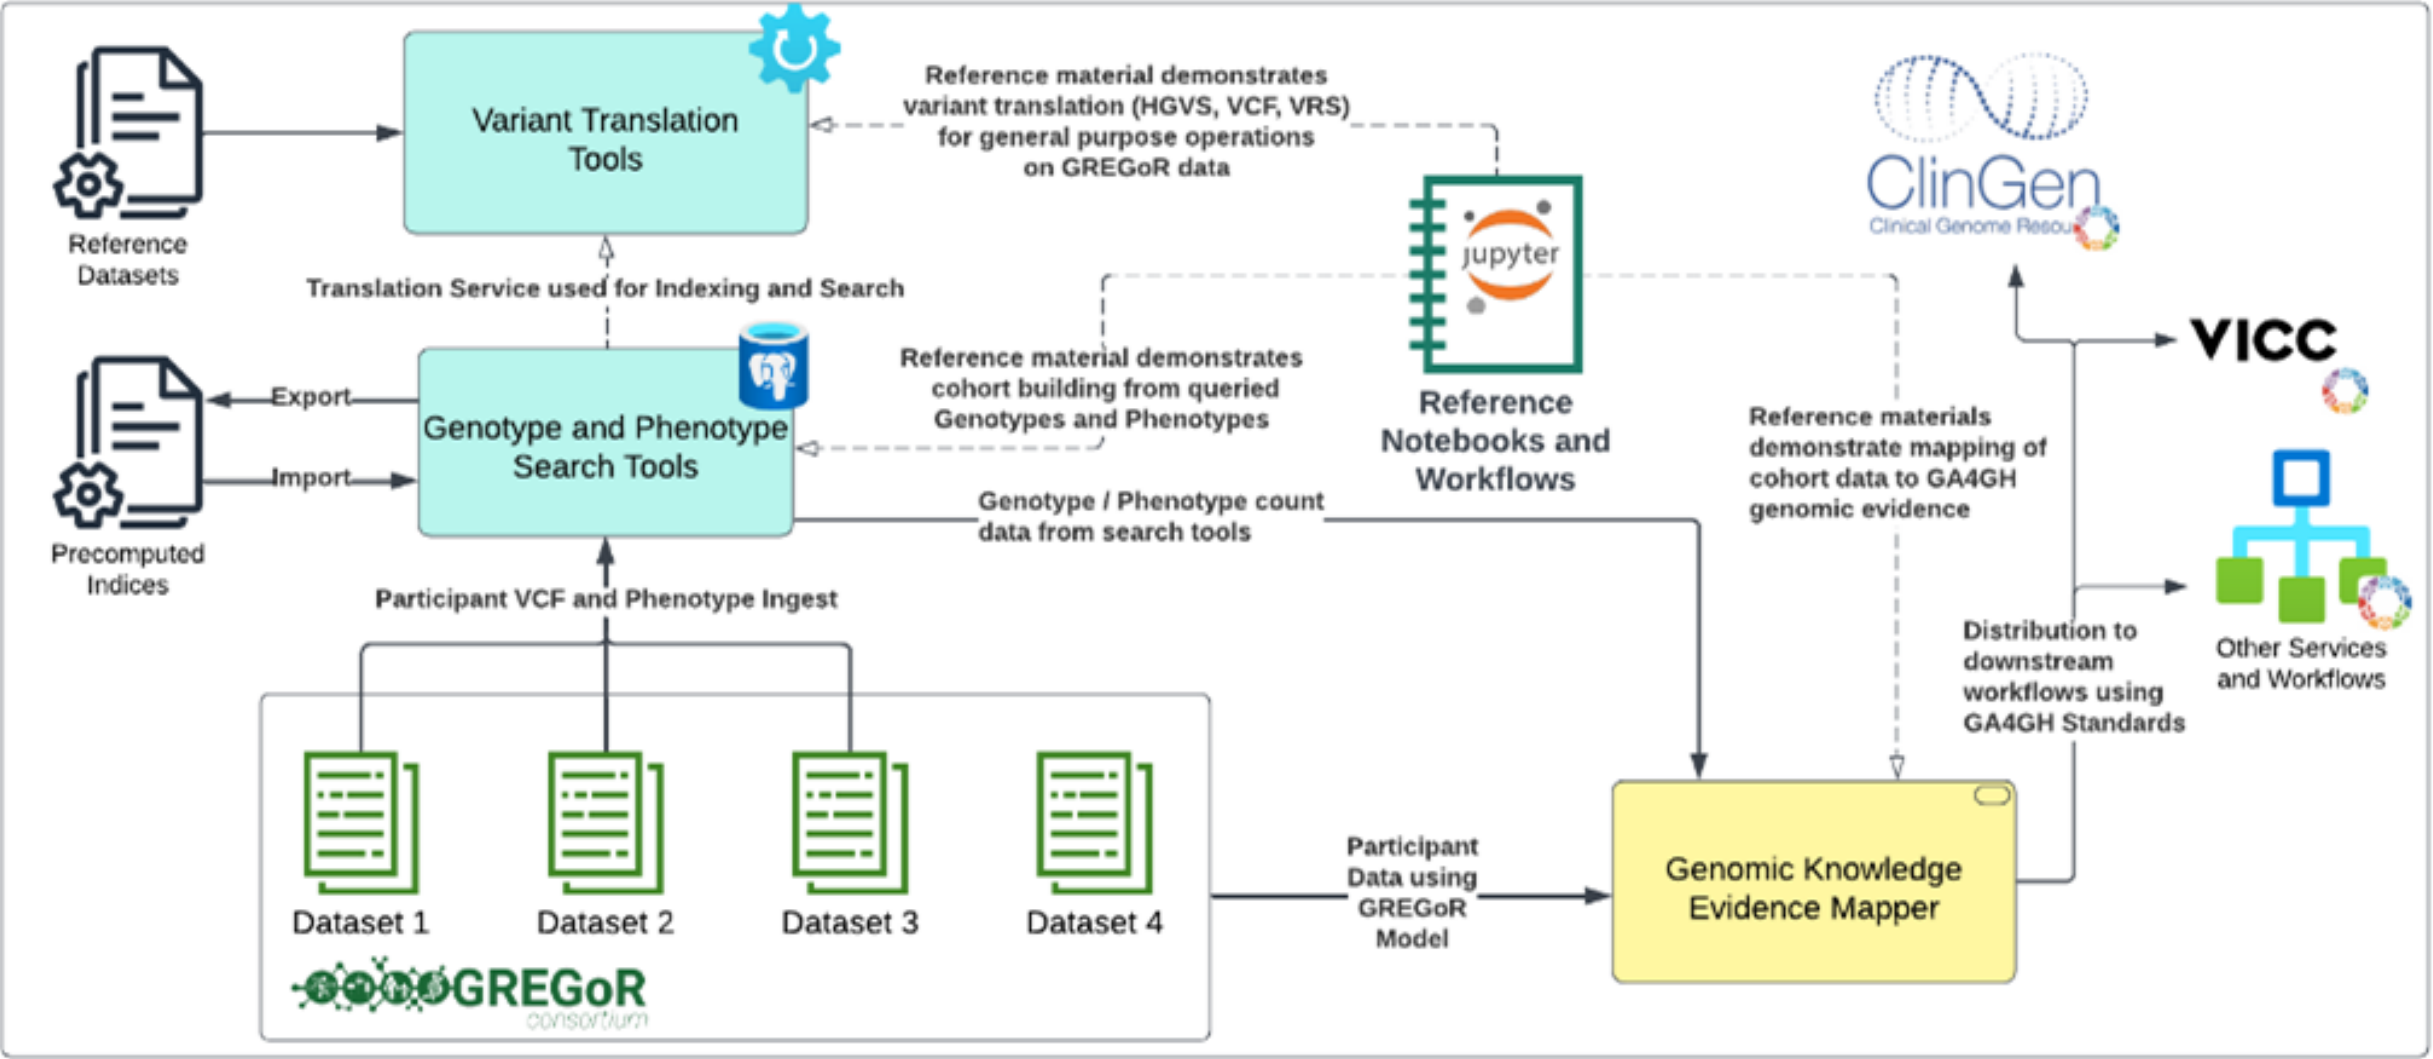 Variant Translation
Tools
Reference
Datasets
Reference material demonstrates
variant translation (HGVS, VCF, VRS)
for general purpose operations
on GREGoR data
jupyter
Reference
Notebooks and
Workflows
ClinGen
Clinical Genome Resou
VICC
Translation Service used for Indexing and Search
Export
Import
Precomputed
Indices
Genotype and Phenotype
Search Tools
Reference material demonstrates
cohort building from queried
Genotypes and Phenotypes
Reference materials
demonstrate mapping of
cohort data to GA4GH
genomic evidence
Genotype / Phenotype count
data from search tools
Participant VCF and Phenotype Ingest
Distribution to
downstream
workflows using
GA4GH Standards
Other Services
and Workflows
Dataset 1
Dataset 2
Dataset 3
Dataset 4
GREGoR
consortium
Participant
Data using
GREGoR
Model
Genomic Knowledge
Evidence Mapper